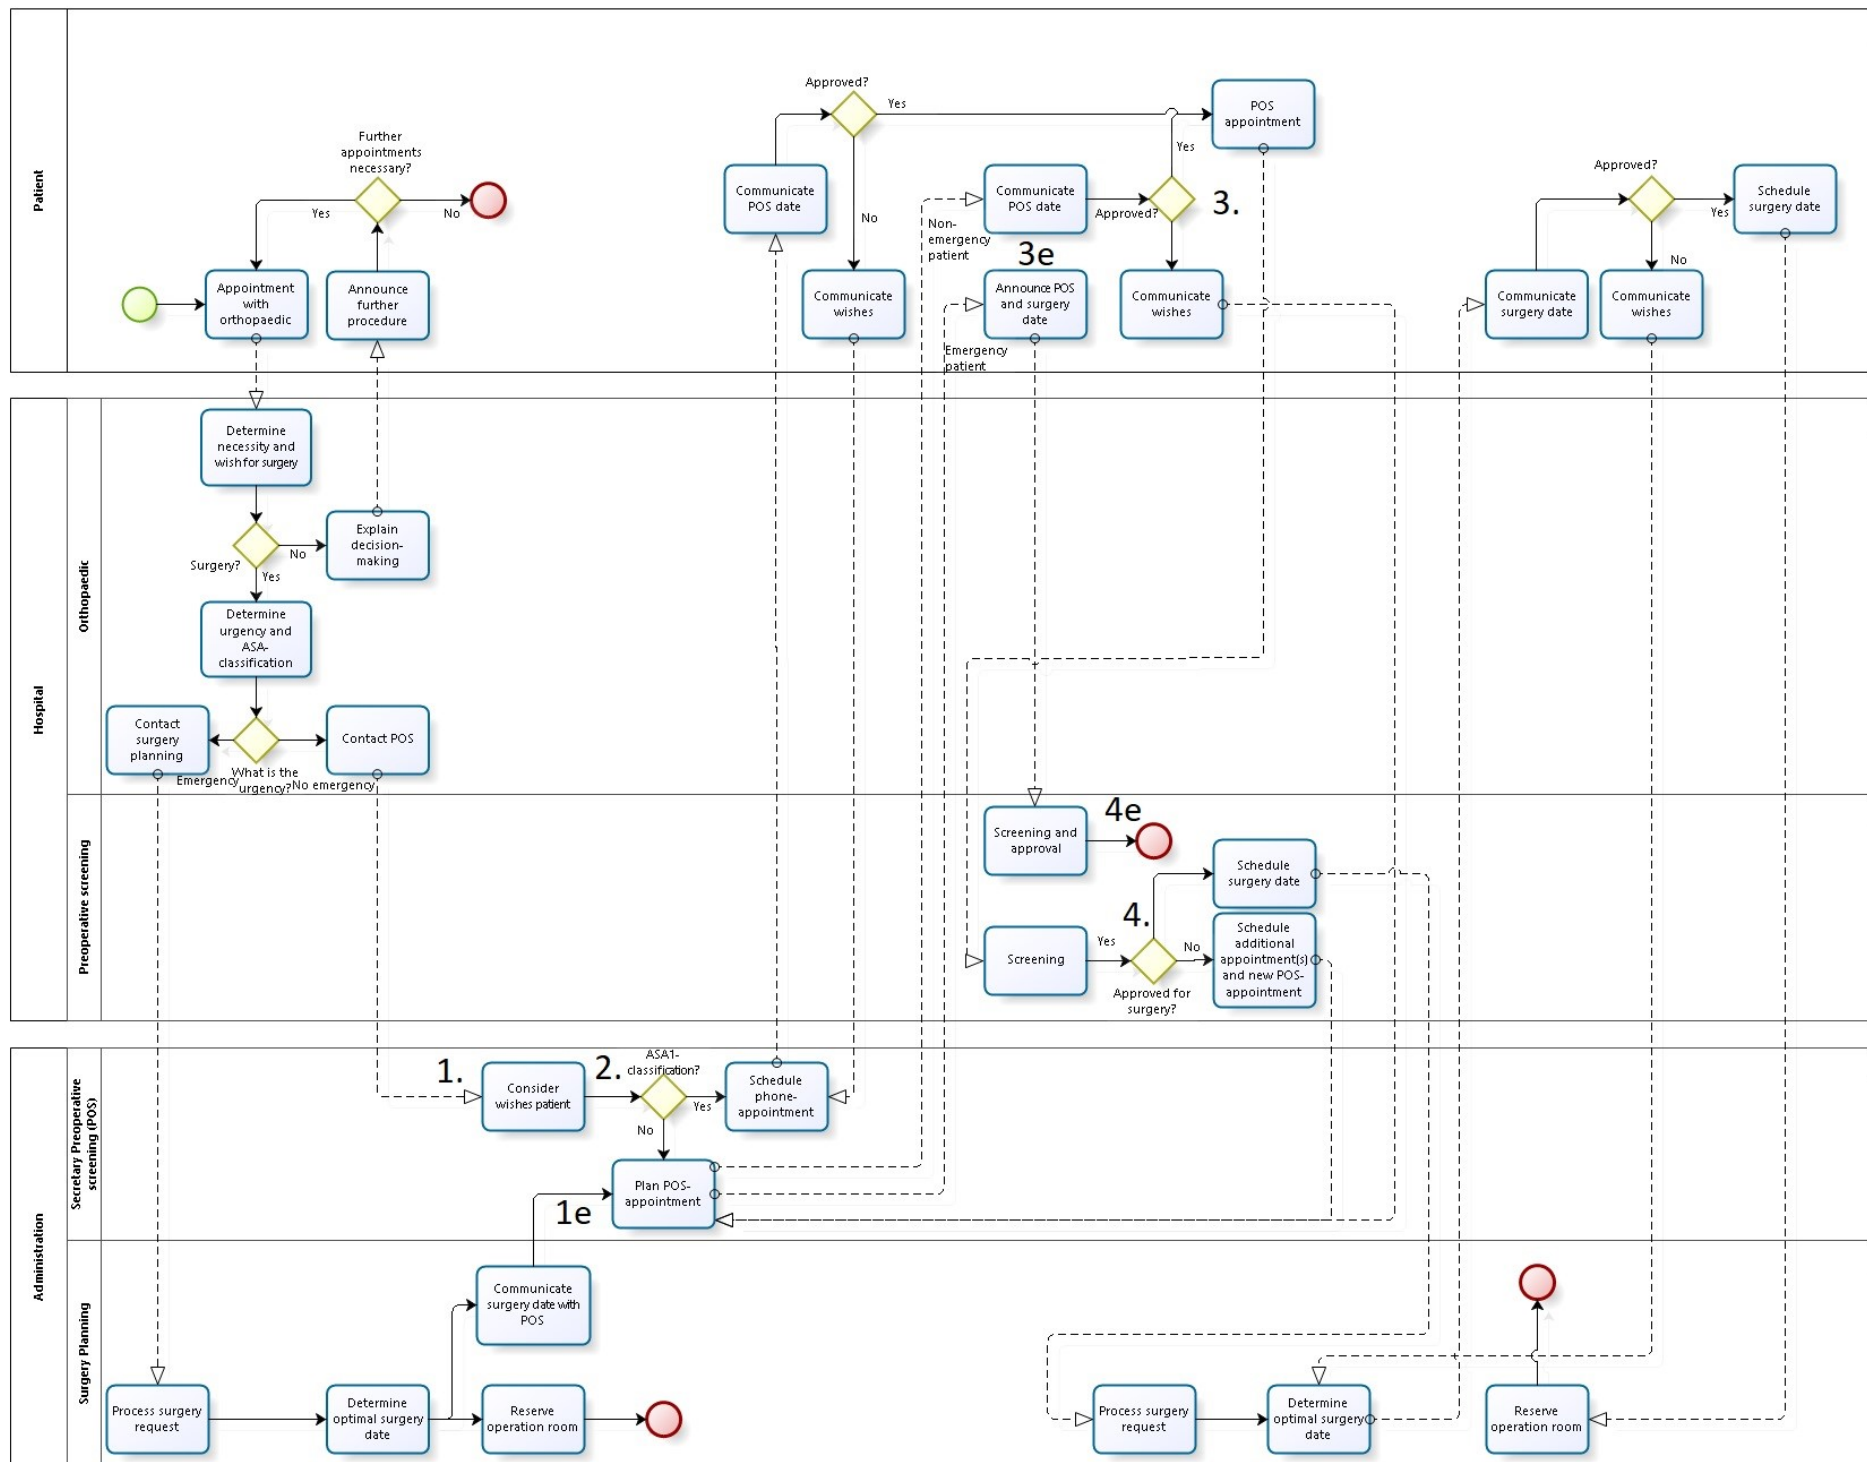 Patient
Further
appointments
necessary?
Yes
No
Appointment
with
orthopaedic
Announce
further
procedure
Approved?
Yes
No
Communicate
POS date
Communicate
wishes
POS
appointment
Communicate
POS date
Non-
emergency
patient
Approved?
Yes
3.
3e
Announce POS
and surgery
date
Emergency
patient
Communicate
wishes
Approved?
Yes
No
Schedule
surgery date
Communicate
surgery date
Communicate
wishes
Hospital
Orthopaedic
Determine
necessity and
wish for surgery
Surgery?
No
Yes
Explain
decision-
making
Determine
urgency and
ASA-
classification
Contact
surgery
planning
Contact POS
Emergency
What is the
urgency?
No emergency
Preoperative screening
Screening and
approval
4e
Schedule
surgery date
4.
Screening
Yes
No
Approved for
surgery?
Schedule
additional
appointment(s)
and new POS-
appointment
Administration
Secretary Preoperative
screening (POS)
1.
Consider
wishes patient
2.
ASA1-
classification?
Yes
No
Schedule
phone-
appointment
Plan POS-
appointment
1e
Surgery Planning
Communicate
surgery date with
POS
Process surgery
request
Determine
optimal surgery
date
Reserve
operation room
Process surgery
request
Determine
optimal surgery
date
Reserve
operation room